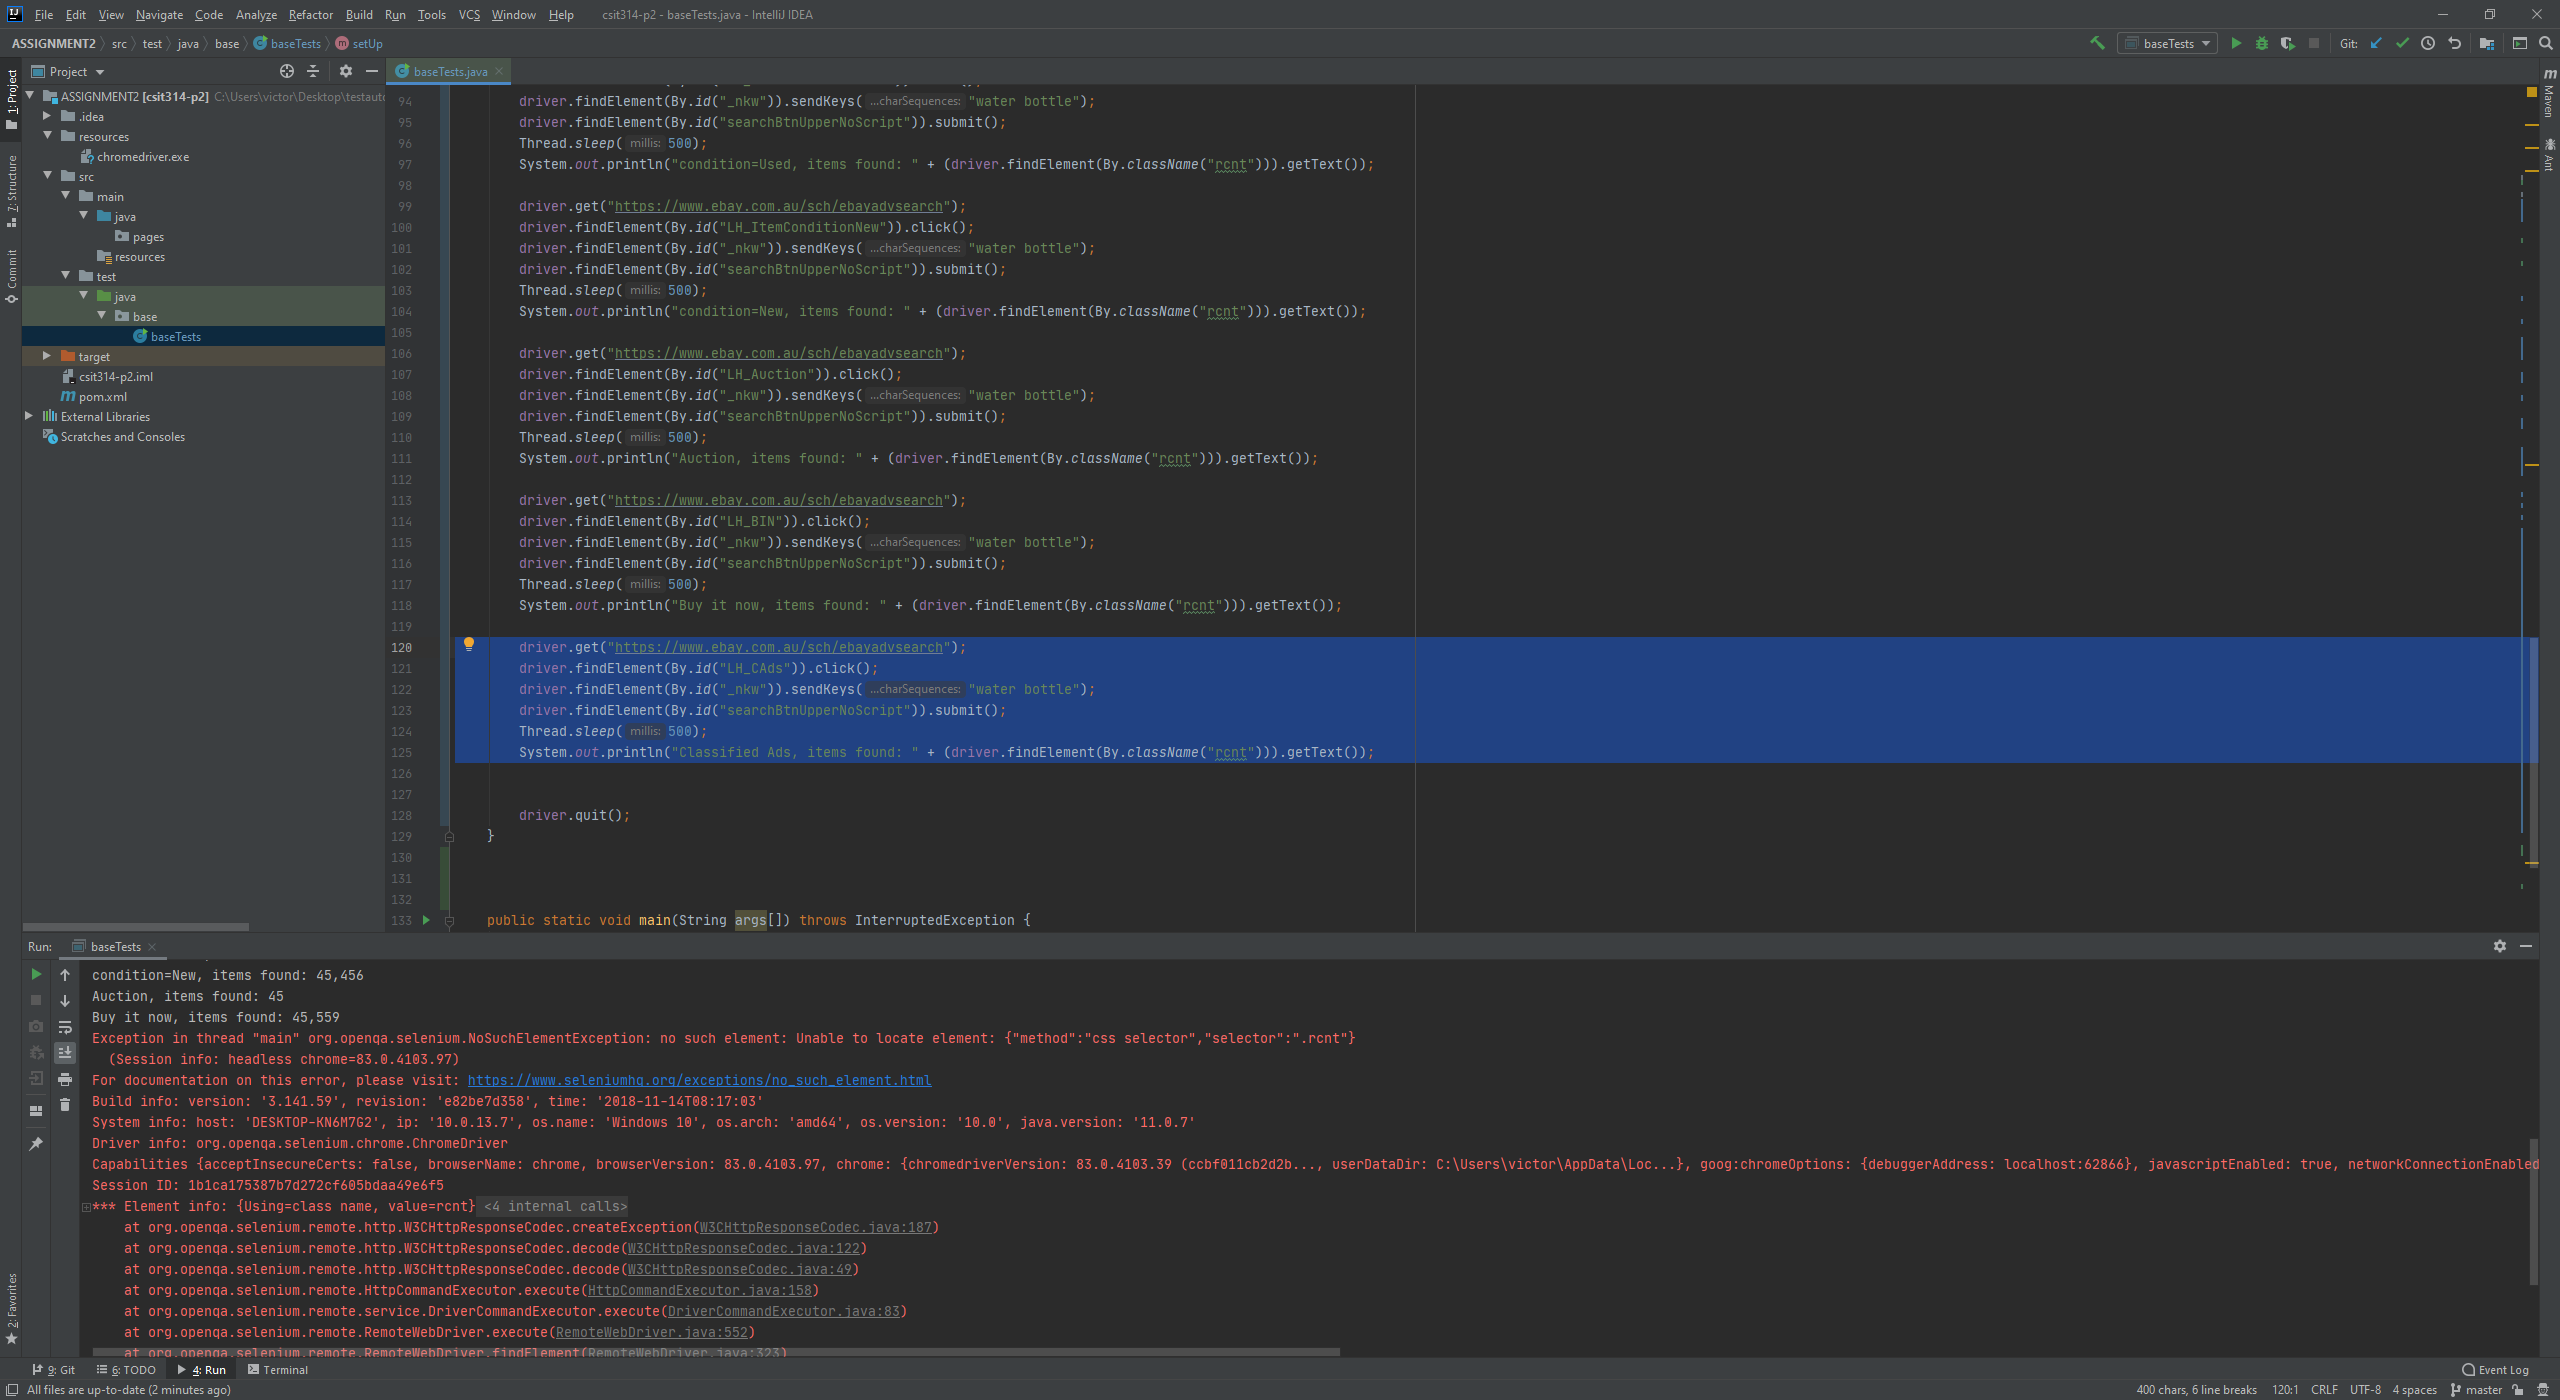 File Edit View Navigate Code Analyze Refactor Build Run Tools VCS Window Help csit314-p2 - baseTests.java - IntelliJ IDEA
ASSIGNMENT2 src test java base baseTests setUp baseTests Git:
Project baseTests.java
1: Project
7: Structure
Commit
2: Favorites
Maven
Ant
ASSIGNMENT2 [csit314-p2] C:\Users\victor\Desktop\testauto
.idea
resources
chromedriver.exe
src
main
java
pages
resources
test
java
base
baseTests
target
csit314-p2.iml
pom.xml
External Libraries
Scratches and Consoles
94 driver.findElement(By.id("_nkw")).sendKeys( ...charSequences: "water bottle");
95 driver.findElement(By.id("searchBtnUpperNoScript")).submit();
96 Thread.sleep( millis: 500);
97 System.out.println("condition=Used, items found: " + (driver.findElement(By.className("rcnt"))).getText());
98
99 driver.get("https://www.ebay.com.au/sch/ebayadvsearch");
100 driver.findElement(By.id("LH_ItemConditionNew")).click();
101 driver.findElement(By.id("_nkw")).sendKeys( ...charSequences: "water bottle");
102 driver.findElement(By.id("searchBtnUpperNoScript")).submit();
103 Thread.sleep( millis: 500);
104 System.out.println("condition=New, items found: " + (driver.findElement(By.className("rcnt"))).getText());
105
106 driver.get("https://www.ebay.com.au/sch/ebayadvsearch");
107 driver.findElement(By.id("LH_Auction")).click();
108 driver.findElement(By.id("_nkw")).sendKeys( ...charSequences: "water bottle");
109 driver.findElement(By.id("searchBtnUpperNoScript")).submit();
110 Thread.sleep( millis: 500);
111 System.out.println("Auction, items found: " + (driver.findElement(By.className("rcnt"))).getText());
112
113 driver.get("https://www.ebay.com.au/sch/ebayadvsearch");
114 driver.findElement(By.id("LH_BIN")).click();
115 driver.findElement(By.id("_nkw")).sendKeys( ...charSequences: "water bottle");
116 driver.findElement(By.id("searchBtnUpperNoScript")).submit();
117 Thread.sleep( millis: 500);
118 System.out.println("Buy it now, items found: " + (driver.findElement(By.className("rcnt"))).getText());
119
120 driver.get("https://www.ebay.com.au/sch/ebayadvsearch");
121 driver.findElement(By.id("LH_CAds")).click();
122 driver.findElement(By.id("_nkw")).sendKeys( ...charSequences: "water bottle");
123 driver.findElement(By.id("searchBtnUpperNoScript")).submit();
124 Thread.sleep( millis: 500);
125 System.out.println("Classified Ads, items found: " + (driver.findElement(By.className("rcnt"))).getText());
126
127
128 driver.quit();
129 }
130
131
132
133 public static void main(String args[]) throws InterruptedException {
Run: baseTests
condition=New, items found: 45,456
Auction, items found: 45
Buy it now, items found: 45,559
Exception in thread "main" org.openqa.selenium.NoSuchElementException: no such element: Unable to locate element: {"method":"css selector","selector":".rcnt"}
(Session info: headless chrome=83.0.4103.97)
For documentation on this error, please visit: https://www.seleniumhq.org/exceptions/no_such_element.html
Build info: version: '3.141.59', revision: 'e82be7d358', time: '2018-11-14T08:17:03'
System info: host: 'DESKTOP-KN6M7G2', ip: '10.0.13.7', os.name: 'Windows 10', os.arch: 'amd64', os.version: '10.0', java.version: '11.0.7'
Driver info: org.openqa.selenium.chrome.ChromeDriver
Capabilities {acceptInsecureCerts: false, browserName: chrome, browserVersion: 83.0.4103.97, chrome: {chromedriverVersion: 83.0.4103.39 (ccbf011cb2d2b..., userDataDir: C:\Users\victor\AppData\Loc...}, goog:chromeOptions: {debuggerAddress: localhost:62866}, javascriptEnabled: true, networkConnectionEnabled
Session ID: 1b1ca175387b7d272cf605bdaa49e6f5
*** Element info: {Using=class name, value=rcnt} <4 internal calls>
at org.openqa.selenium.remote.http.W3CHttpResponseCodec.createException(W3CHttpResponseCodec.java:187)
at org.openqa.selenium.remote.http.W3CHttpResponseCodec.decode(W3CHttpResponseCodec.java:122)
at org.openqa.selenium.remote.http.W3CHttpResponseCodec.decode(W3CHttpResponseCodec.java:49)
at org.openqa.selenium.remote.HttpCommandExecutor.execute(HttpCommandExecutor.java:158)
at org.openqa.selenium.remote.service.DriverCommandExecutor.execute(DriverCommandExecutor.java:83)
at org.openqa.selenium.remote.RemoteWebDriver.execute(RemoteWebDriver.java:552)
at org.openqa.selenium.remote.RemoteWebDriver.findElement(RemoteWebDriver.java:323)
9: Git 6: TODO 4: Run Terminal Event Log
All files are up-to-date (2 minutes ago) 400 chars, 6 line breaks 120:1 CRLF UTF-8 4 spaces master